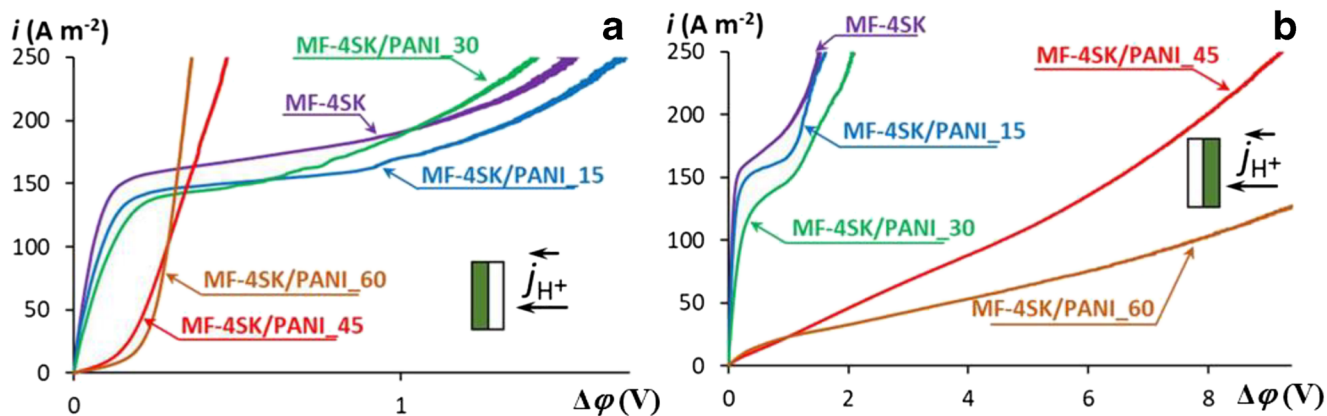 i (A m⁻²)
a
250
200
150
100
50
0
0
1
Δφ (V)
MF-4SK/PANI_30
MF-4SK
MF-4SK/PANI_15
MF-4SK/PANI_60
MF-4SK/PANI_45
jH⁺
i (A m⁻²)
b
250
200
150
100
50
0
0
2
4
6
8
Δφ (V)
MF-4SK
MF-4SK/PANI_45
MF-4SK/PANI_15
MF-4SK/PANI_30
MF-4SK/PANI_60
jH⁺